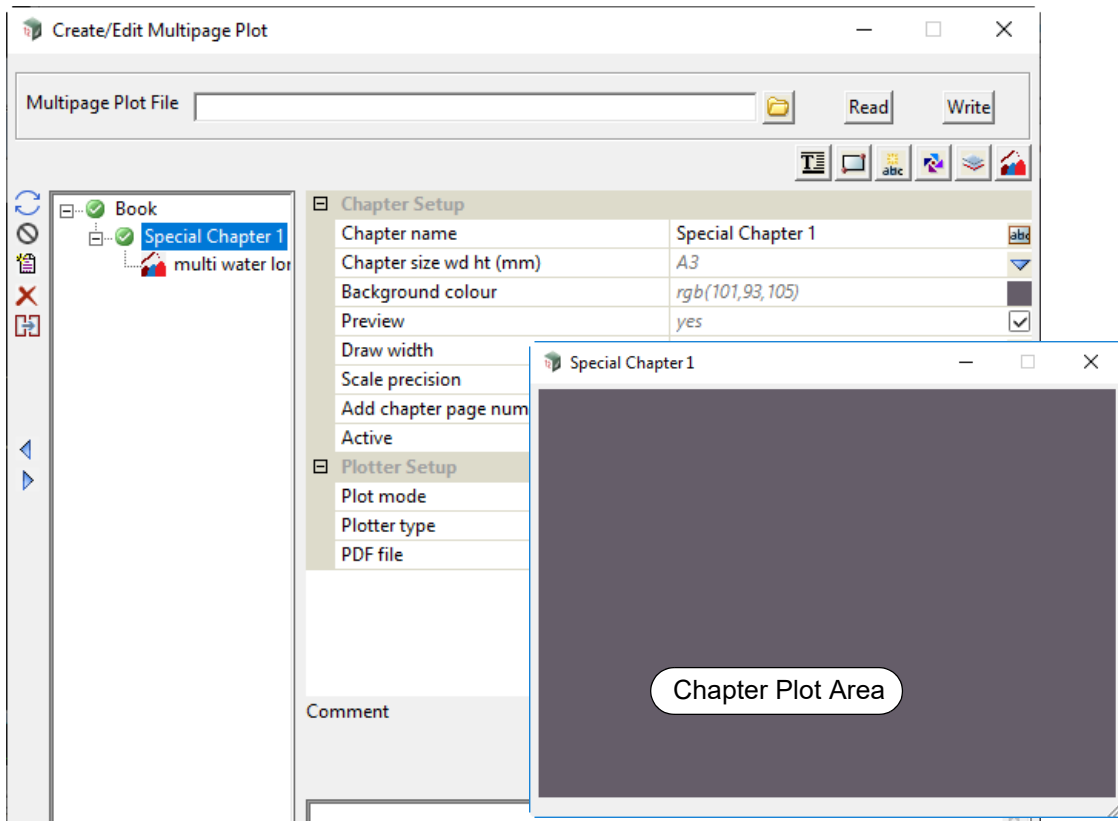 Create/Edit Multipage Plot
Multipage Plot File
Read
Write
T
abc
Book
Special Chapter 1
multi water lor
Chapter Setup
Chapter name Special Chapter 1 abc
Chapter size wd ht (mm) A3
Background colour rgb(101,93,105)
Preview yes
Draw width
Scale precision
Add chapter page num
Active
Plotter Setup
Plot mode
Plotter type
PDF file
Comment
Special Chapter 1
Chapter Plot Area